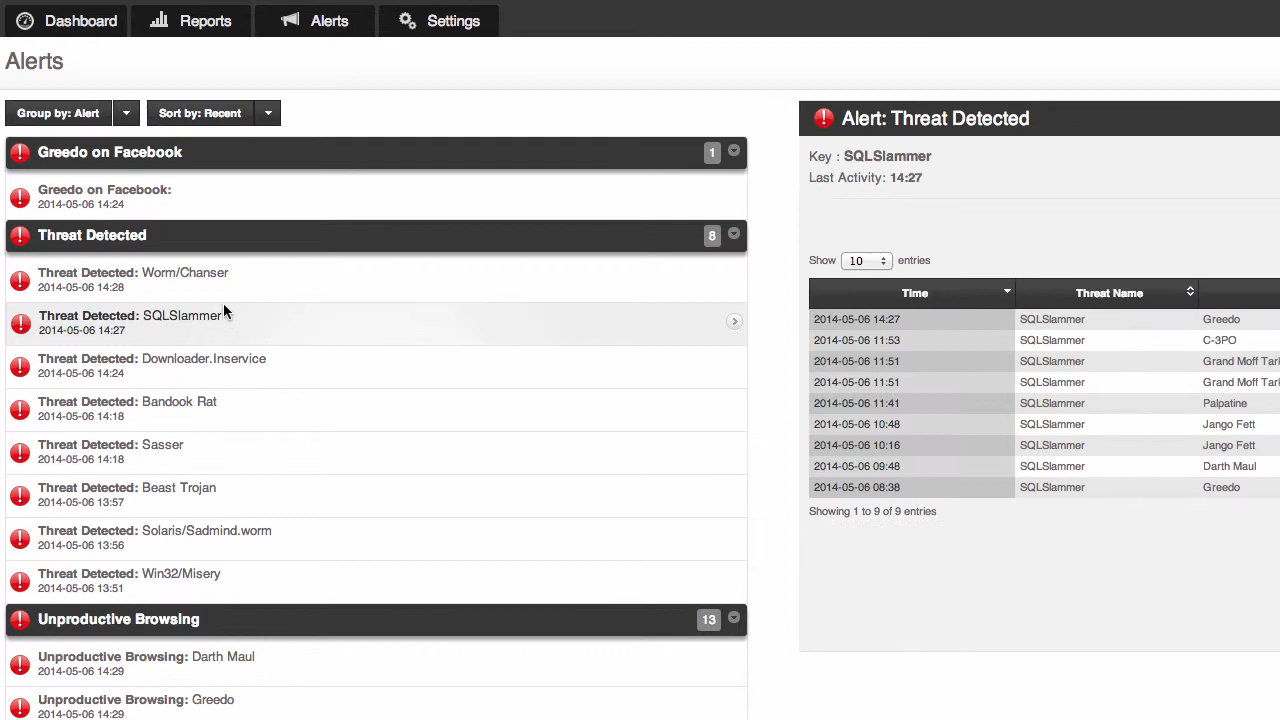 Dashboard Reports Alerts Settings
Alerts
Group by: Alert Sort by: Recent
Greedo on Facebook 1
Greedo on Facebook:
2014-05-06 14:24
Threat Detected 8
Threat Detected: Worm/Chanser
2014-05-06 14:28
Threat Detected: SQLSlammer
2014-05-06 14:27
Threat Detected: Downloader.Inservice
2014-05-06 14:24
Threat Detected: Bandook Rat
2014-05-06 14:18
Threat Detected: Sasser
2014-05-06 14:18
Threat Detected: Beast Trojan
2014-05-06 13:57
Threat Detected: Solaris/Sadmind.worm
2014-05-06 13:56
Threat Detected: Win32/Misery
2014-05-06 13:51
Unproductive Browsing 13
Unproductive Browsing: Darth Maul
2014-05-06 14:29
Unproductive Browsing: Greedo
2014-05-06 14:29
Alert: Threat Detected
Key : SQLSlammer
Last Activity: 14:27
Show 10 entries
Time Threat Name
2014-05-06 14:27 SQLSlammer Greedo
2014-05-06 11:53 SQLSlammer C-3PO
2014-05-06 11:51 SQLSlammer Grand Moff Tar
2014-05-06 11:51 SQLSlammer Grand Moff Tar
2014-05-06 11:41 SQLSlammer Palpatine
2014-05-06 10:48 SQLSlammer Jango Fett
2014-05-06 10:16 SQLSlammer Jango Fett
2014-05-06 09:48 SQLSlammer Darth Maul
2014-05-06 08:38 SQLSlammer Greedo
Showing 1 to 9 of 9 entries